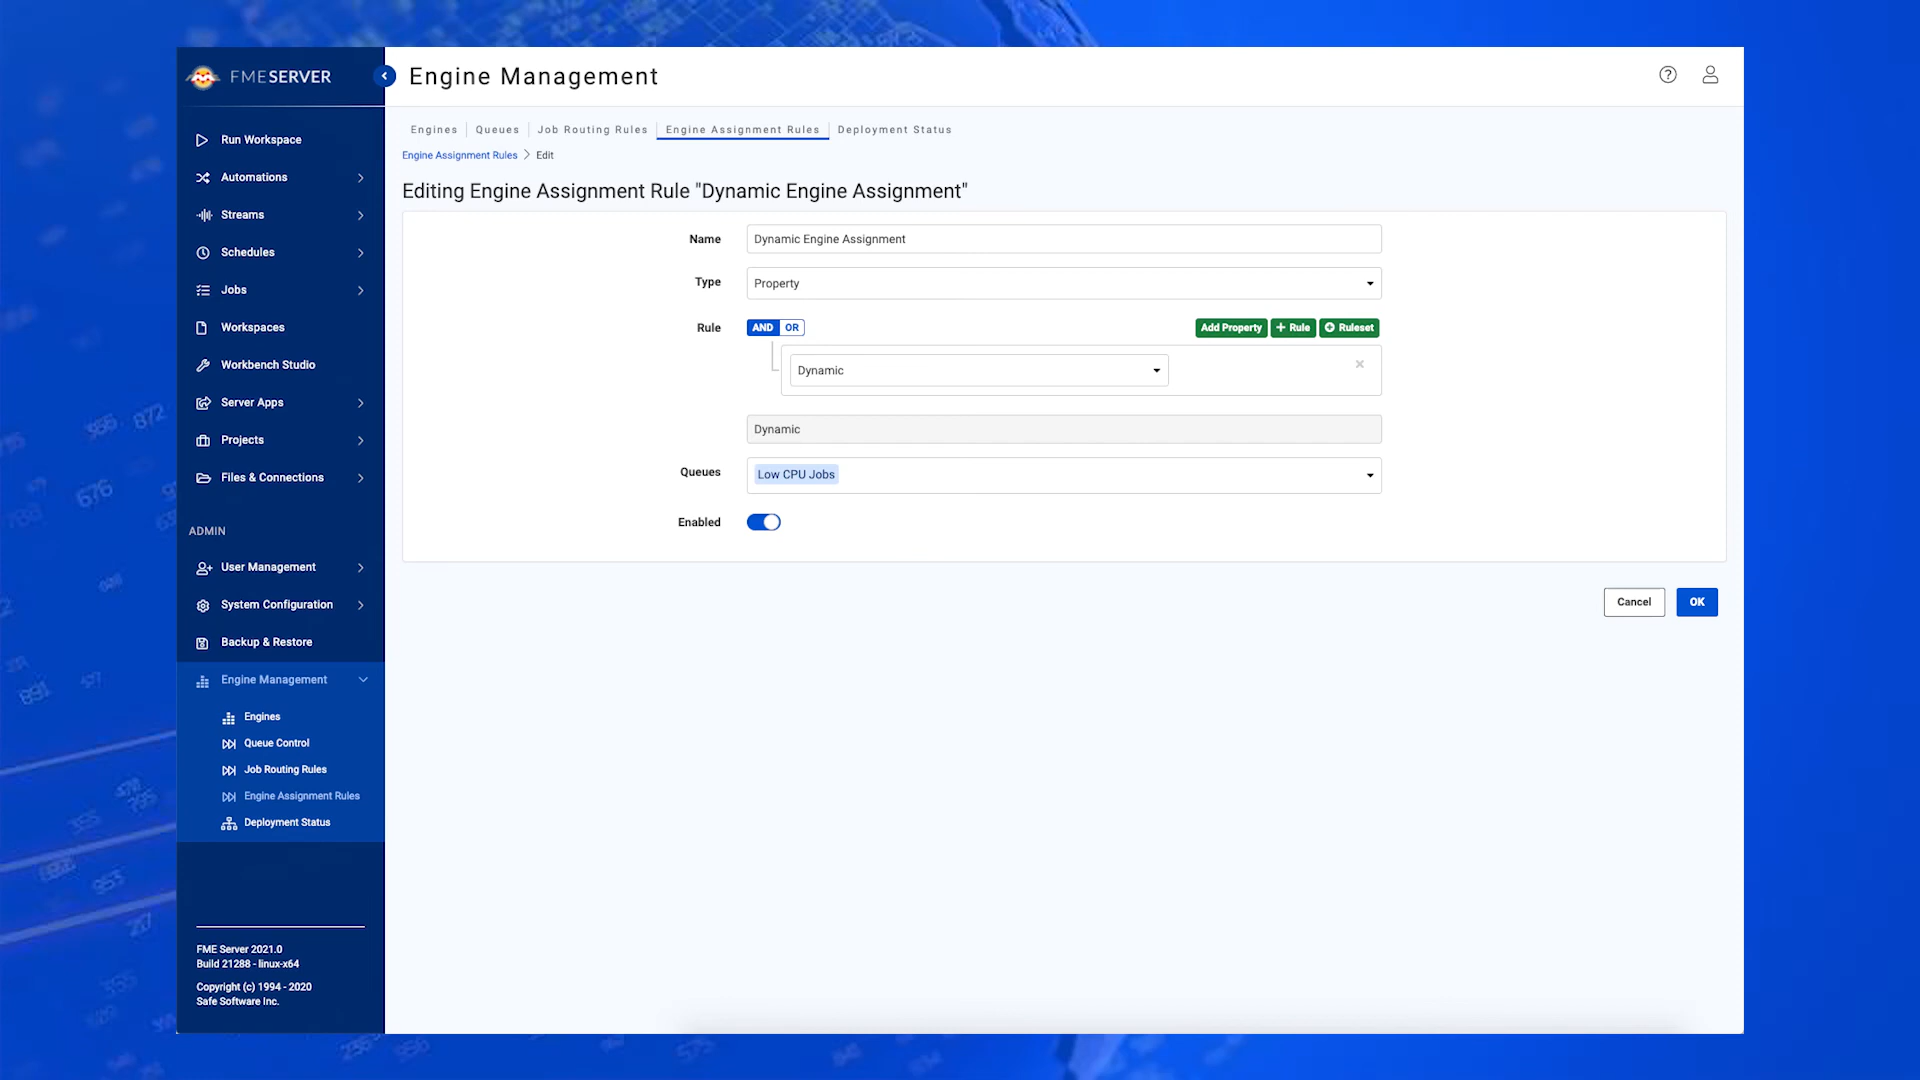 FMESERVER
Engine Management
Run Workspace
Automations
Streams
Schedules
Jobs
Workspaces
Workbench Studio
Server Apps
Projects
Files & Connections
ADMIN
User Management
System Configuration
Backup & Restore
Engine Management
Engines
Queue Control
Job Routing Rules
Engine Assignment Rules
Deployment Status
FME Server 2021.0
Build 21288 - linux-x64
Copyright (c) 1994 - 2020
Safe Software Inc.
Engines Queues Job Routing Rules Engine Assignment Rules Deployment Status
Engine Assignment Rules > Edit
Editing Engine Assignment Rule "Dynamic Engine Assignment"
Name Dynamic Engine Assignment
Type Property
Rule AND OR Add Property + Rule Ruleset
Dynamic
Dynamic
Queues Low CPU Jobs
Enabled
Cancel OK
872
676
891
953